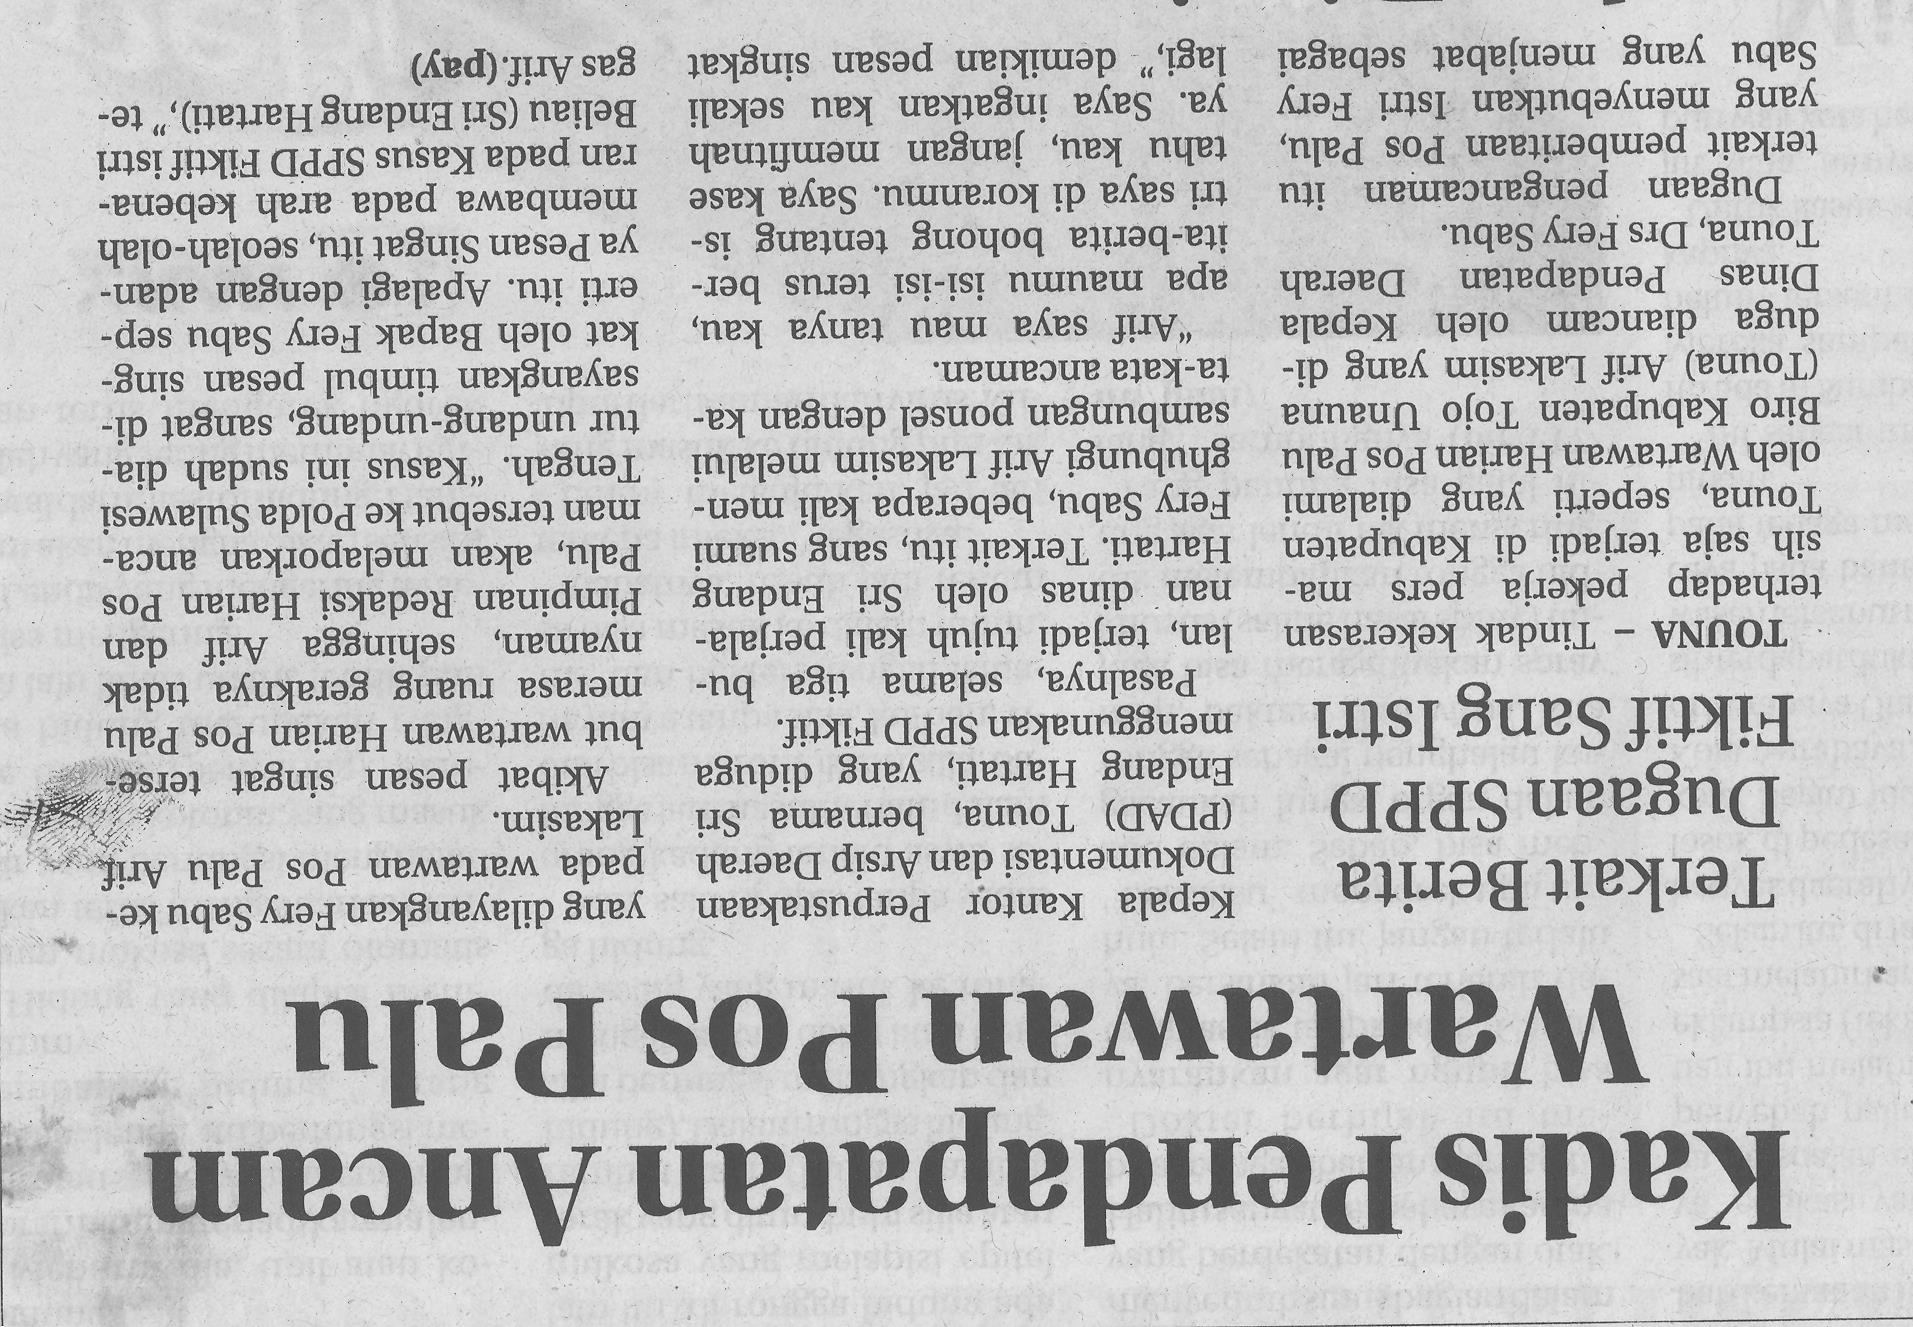 Kadis Pendapatan Ancam
Wartawan Pos Palu
Terkait Berita
Dugaan SPPD
Fiktif Sang Istri
TOUNA – Tindak kekerasan
terhadap pekerja pers ma-
sih saja terjadi di Kabupaten
Touna, seperti yang dialami
oleh Wartawan Harian Pos Palu
Biro Kabupaten Tojo Unauna
(Touna) Arif Lakasim yang di-
duga diancam oleh Kepala
Dinas Pendapatan Daerah
Touna, Drs Fery Sabu.
Dugaan pengancaman itu
terkait pemberitaan Pos Palu,
yang menyebutkan Istri Fery
Sabu yang menjabat sebagai
Kepala Kantor Perpustakaan
Dokumentasi dan Arsip Daerah
(PDAD) Touna, bernama Sri
Endang Hartati, yang diduga
menggunakan SPPD Fiktif.
Pasalnya, selama tiga bu-
lan, terjadi tujuh kali perjala-
nan dinas oleh Sri Endang
Hartati. Terkait itu, sang suami
Fery Sabu, beberapa kali men-
ghubungi Arif Lakasim melalui
sambungan ponsel dengan ka-
ta-kata ancaman.
“Arif saya mau tanya kau,
apa maumu isi-isi terus ber-
ita-berita bohong tentang is-
tri saya di koranmu. Saya kase
tahu kau, jangan memfitnah
ya. Saya ingatkan kau sekali
lagi,” demikian pesan singkat
yang dilayangkan Fery Sabu ke-
pada wartawan Pos Palu Arif
Lakasim.
Akibat pesan singat terse-
but wartawan Harian Pos Palu
merasa ruang geraknya tidak
nyaman, sehingga Arif dan
Pimpinan Redaksi Harian Pos
Palu, akan melaporkan anca-
man tersebut ke Polda Sulawesi
Tengah. “Kasus ini sudah dia-
tur undang-undang, sangat di-
sayangkan timbul pesan sing-
kat oleh Bapak Fery Sabu sep-
erti itu. Apalagi dengan adan-
ya Pesan Singat itu, seolah-olah
membawa pada arah kebena-
ran pada Kasus SPPD Fiktif istri
Beliau (Sri Endang Hartati),” te-
gas Arif.(pay)